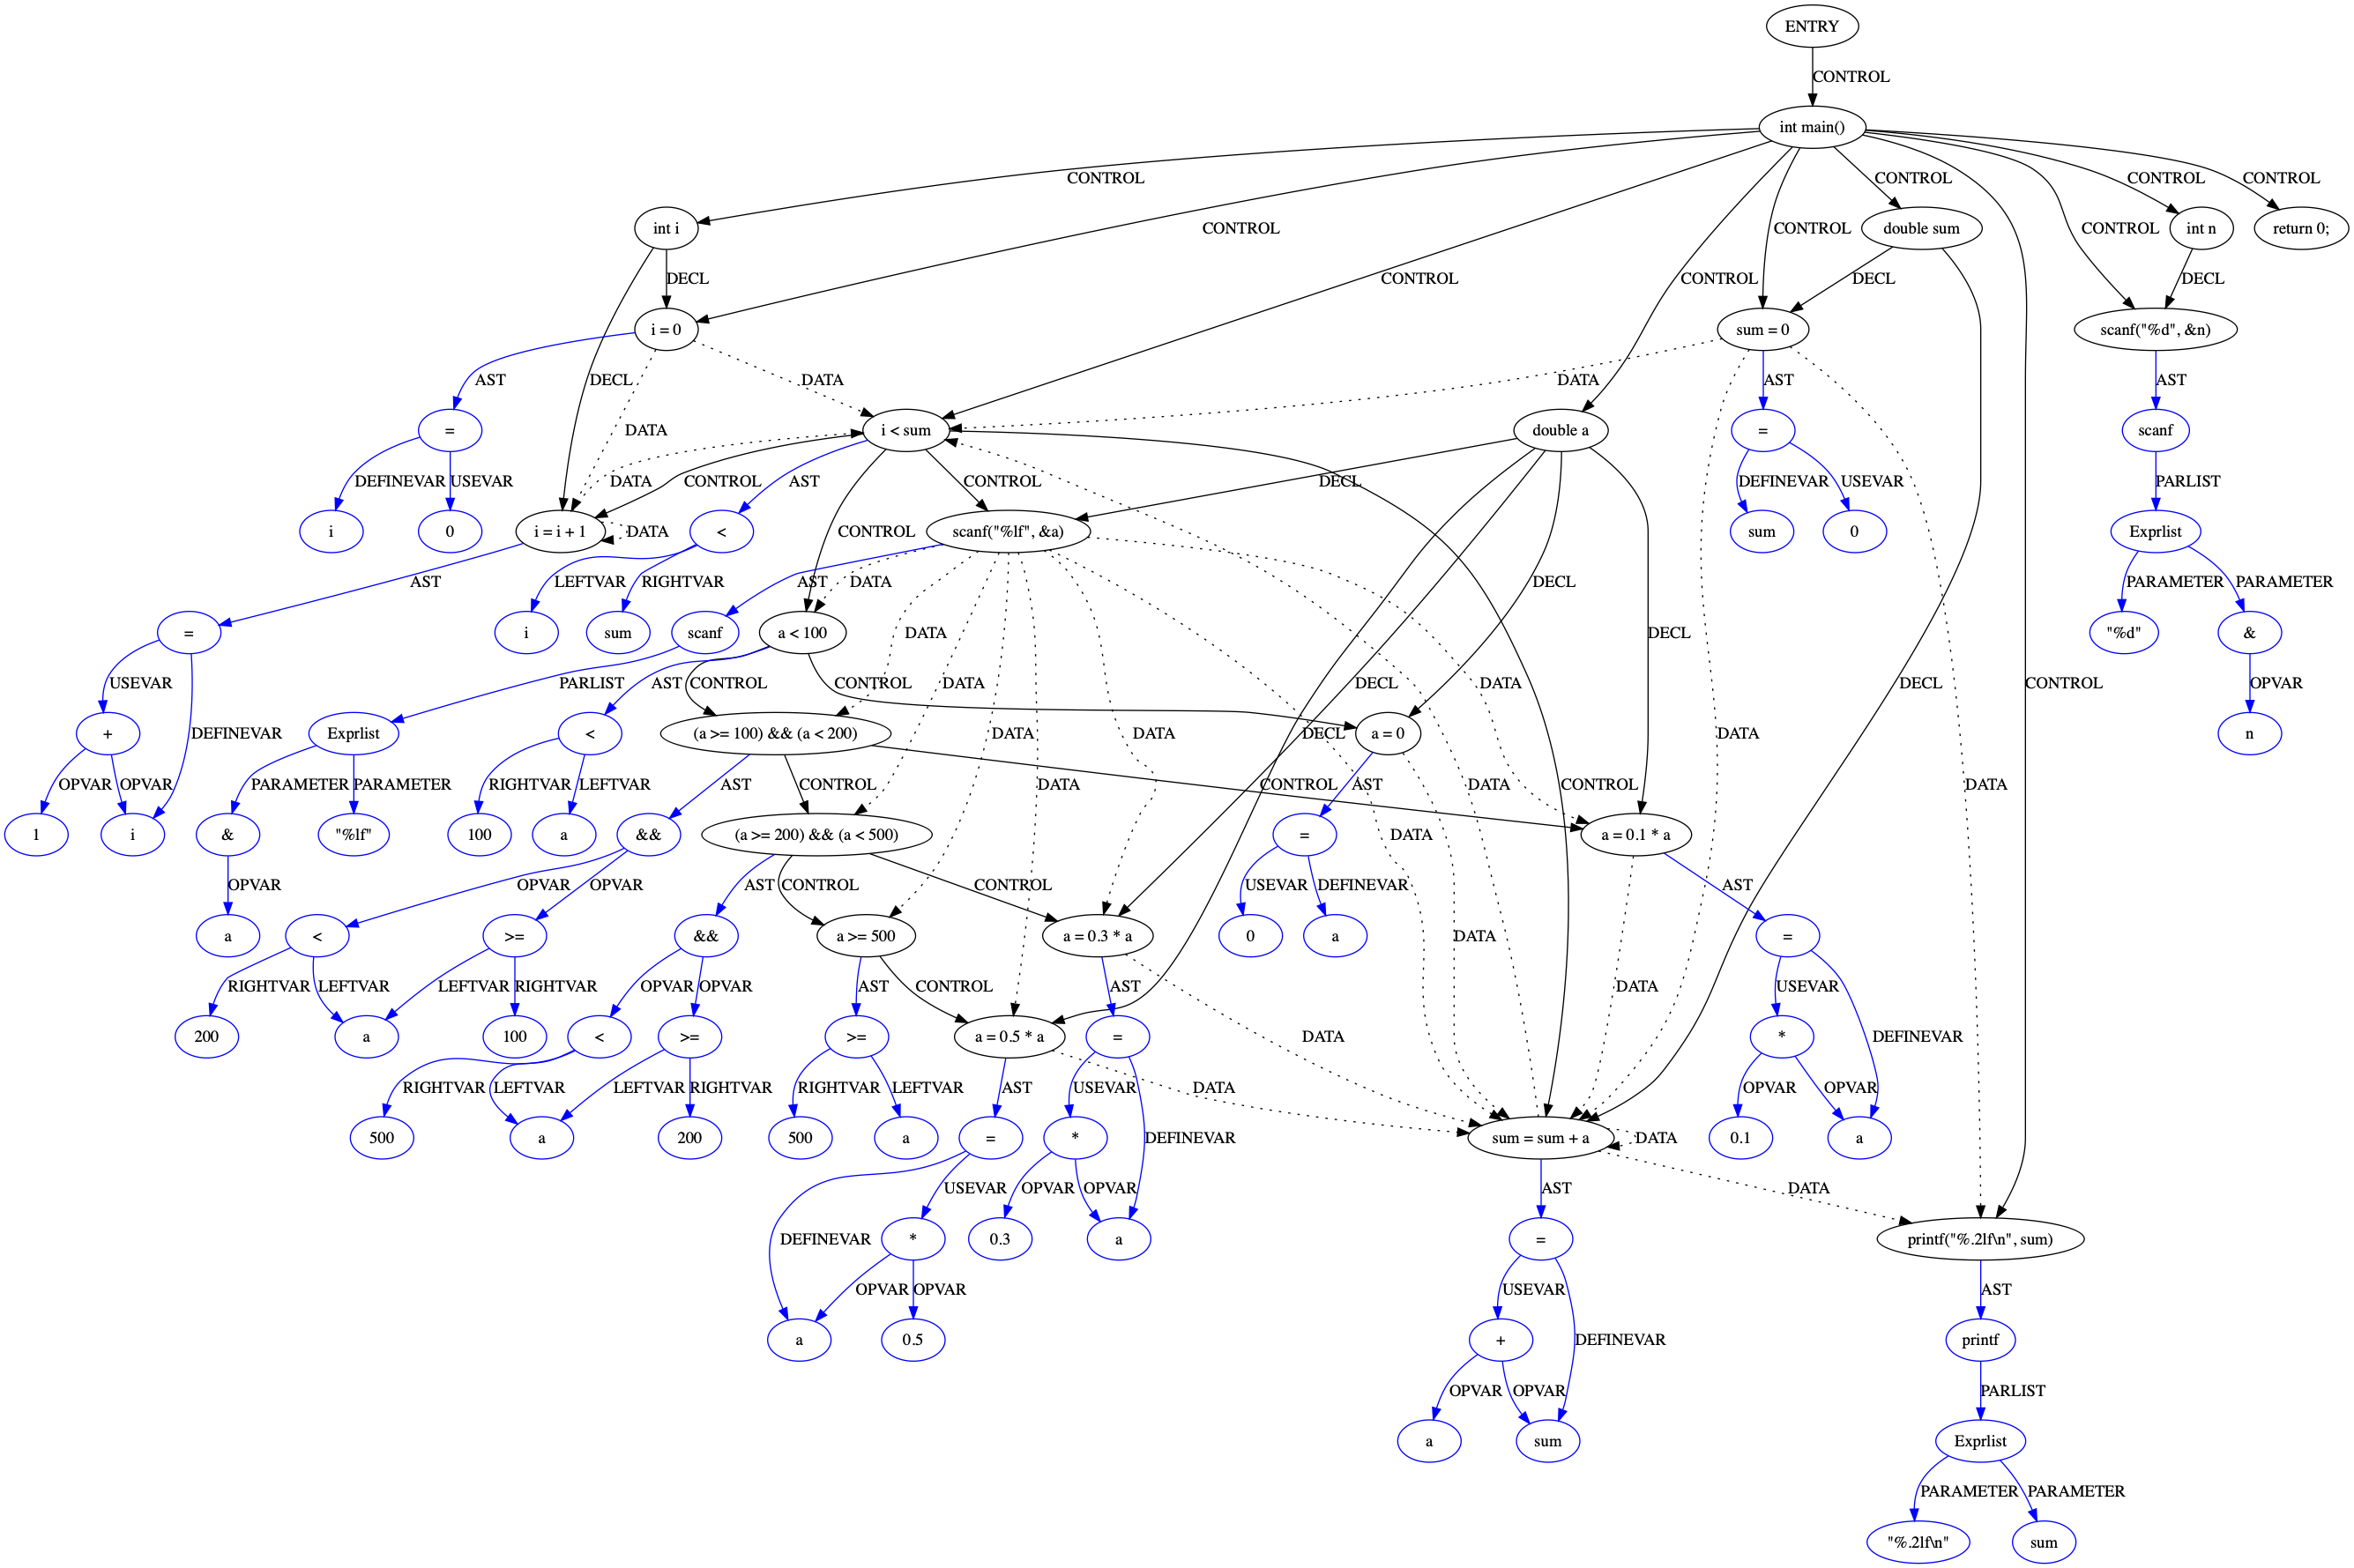 ENTRY
CONTROL
int main()
CONTROL CONTROL CONTROL CONTROL
int i double sum int n return 0;
CONTROL CONTROL CONTROL
DECL CONTROL CONTROL DECL DECL
i = 0 sum = 0 scanf("%d", &n)
AST DECL DATA DATA AST AST
= i < sum double a = scanf
DATA
DEFINEVAR USEVAR DATA CONTROL AST CONTROL DECL DEFINEVAR USEVAR PARLIST
i 0 i = i + 1 DATA < scanf("%lf", &a) sum 0 Exprlist
CONTROL
AST LEFTVAR RIGHTVAR AST DATA DECL PARAMETER PARAMETER
= i sum scanf a < 100 DATA DECL "%d" &
USEVAR PARLIST AST CONTROL CONTROL DATA DECL DATA DECL CONTROL OPVAR
+ DEFINEVAR Exprlist < (a >= 100) && (a < 200) DATA DATA DECL a = 0 DATA n
OPVAR OPVAR PARAMETER PARAMETER RIGHTVAR LEFTVAR AST CONTROL DATA CONTROL AST CONTROL DATA
1 i & "%lf" 100 a && (a >= 200) && (a < 500) DATA = a = 0.1 * a
OPVAR OPVAR OPVAR AST CONTROL CONTROL USEVAR DEFINEVAR AST
a < >= && a >= 500 a = 0.3 * a 0 a DATA =
RIGHTVAR LEFTVAR LEFTVAR RIGHTVAR OPVAR OPVAR AST CONTROL AST DATA USEVAR
200 a 100 < >= >= a = 0.5 * a = DATA * DEFINEVAR
RIGHTVAR LEFTVAR LEFTVAR RIGHTVAR RIGHTVAR LEFTVAR AST USEVAR DATA OPVAR OPVAR
500 a 200 500 a = * DEFINEVAR sum = sum + a DATA 0.1 a
USEVAR OPVAR OPVAR AST DATA
DEFINEVAR * 0.3 a = printf("%.2lf\n", sum)
OPVAR OPVAR USEVAR AST
a 0.5 + DEFINEVAR printf
OPVAR OPVAR PARLIST
a sum Exprlist
PARAMETER PARAMETER
"%.2lf\n" sum